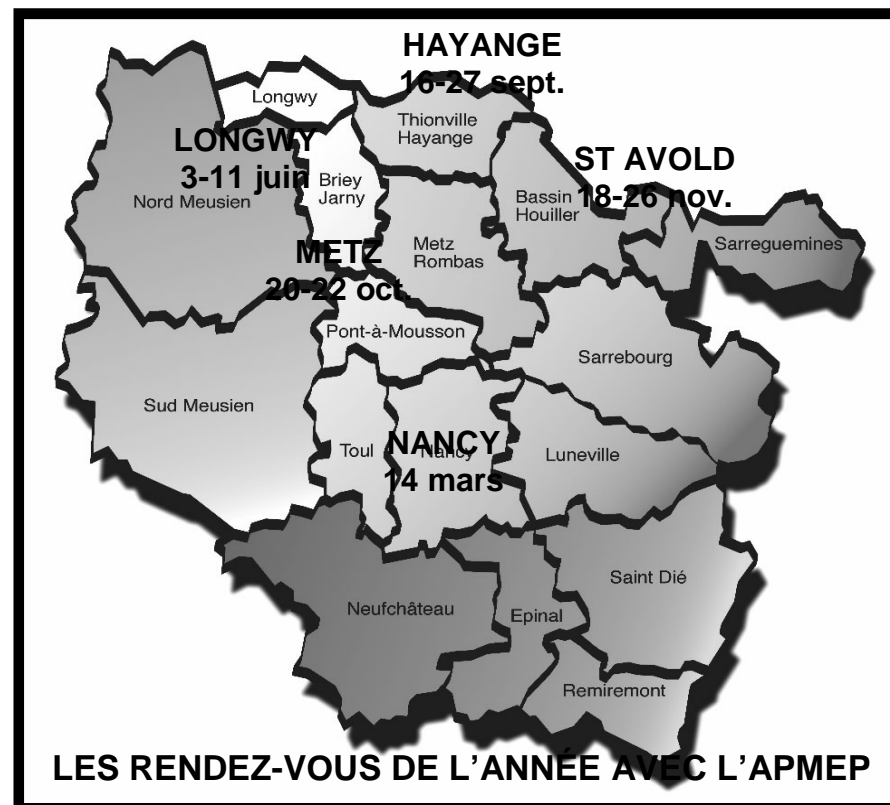 HAYANGE
16-27 sept.
Longwy
Thionville
Hayange
LONGWY
3-11 juin
ST AVOLD
18-26 nov.
Briey
Jarny
Nord Meusien
Bassin
Houiller
Metz
Rombas
Sarreguemines
METZ
20-22 oct.
Pont-à-Mousson
Sarrebourg
Sud Meusien
Toul
Nancy
NANCY
14 mars
Luneville
Saint Dié
Neufchâteau
Epinal
Remiremont
LES RENDEZ-VOUS DE L'ANNÉE AVEC L'APMEP